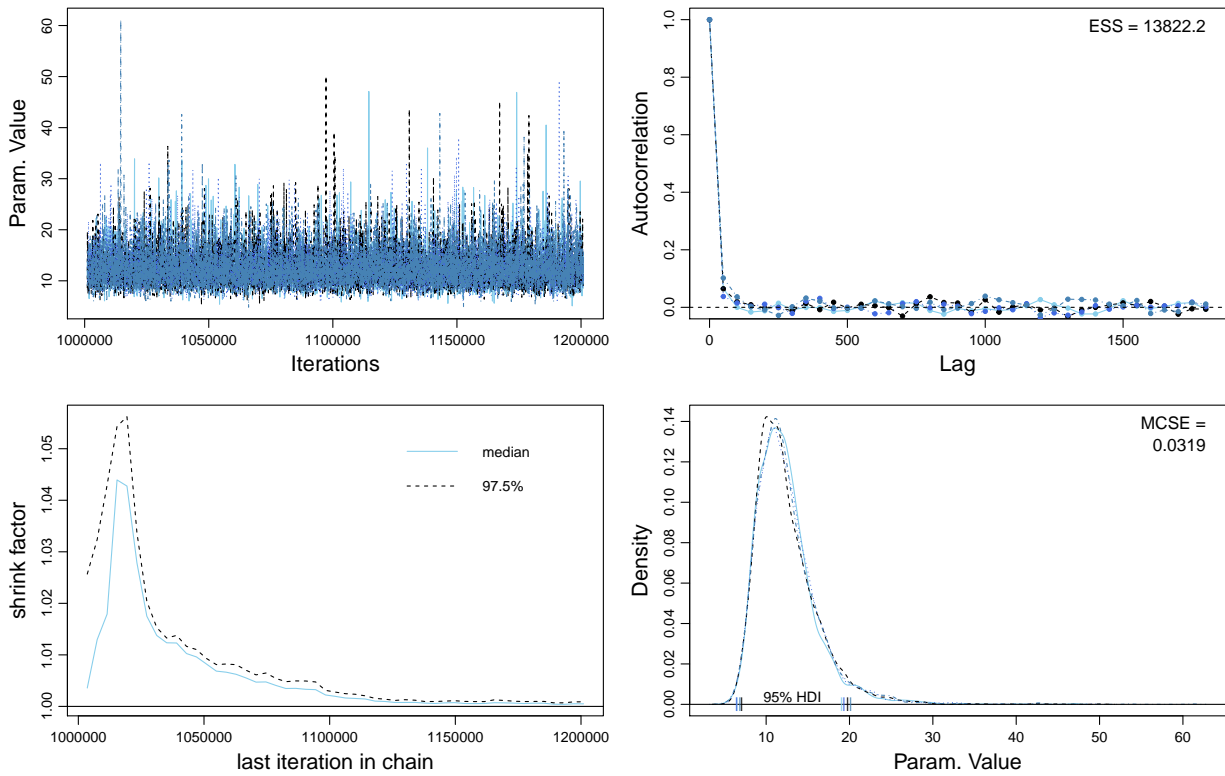 60
50
40
30
20
10
Param. Value
1000000 1050000 1100000 1150000 1200000
Iterations
ESS = 13822.2
1.0
0.8
0.6
0.4
0.2
0.0
Autocorrelation
0 500 1000 1500
Lag
1.05
1.04
1.03
1.02
1.01
1.00
shrink factor
median
97.5%
1000000 1050000 1100000 1150000 1200000
last iteration in chain
MCSE =
0.0319
0.14
0.12
0.10
0.08
0.06
0.04
0.02
0.00
Density
95% HDI
10 20 30 40 50 60
Param. Value